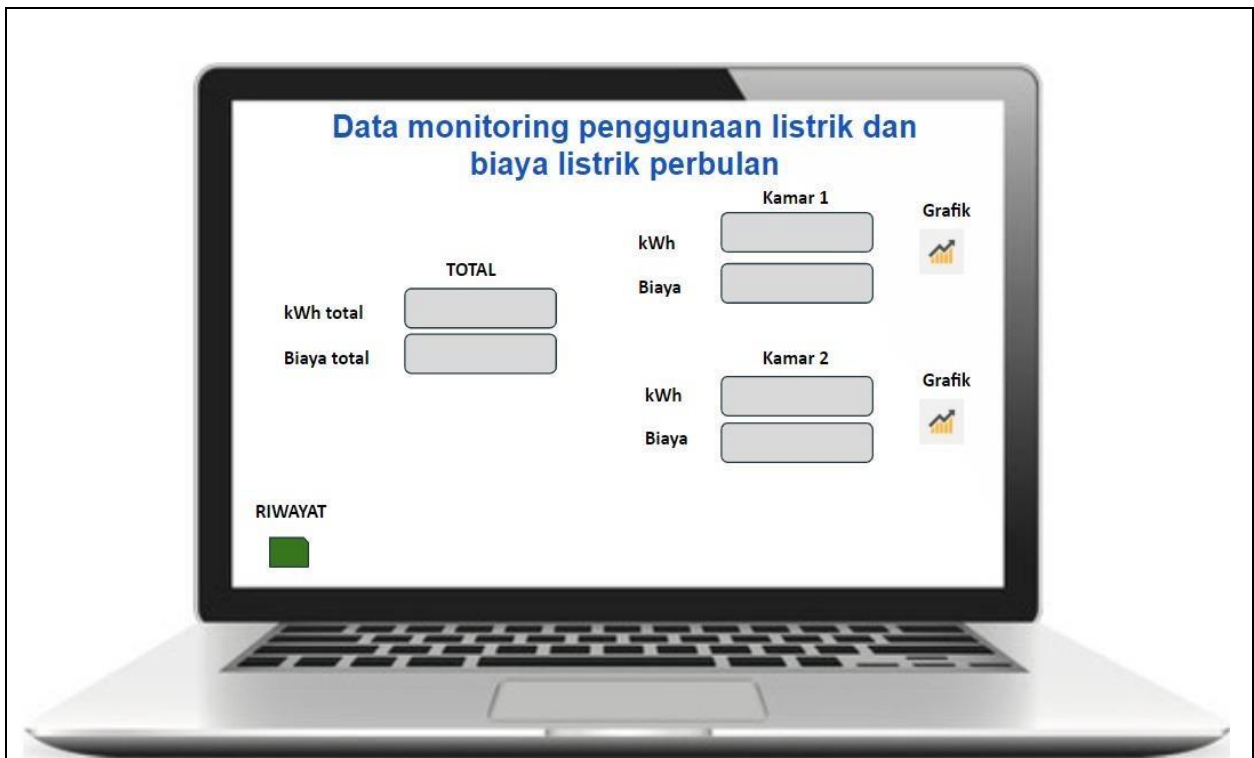 Data monitoring penggunaan listrik dan
biaya listrik perbulan
TOTAL
kWh total
Biaya total
Kamar 1
kWh
Biaya
Grafik
Kamar 2
kWh
Biaya
Grafik
RIWAYAT